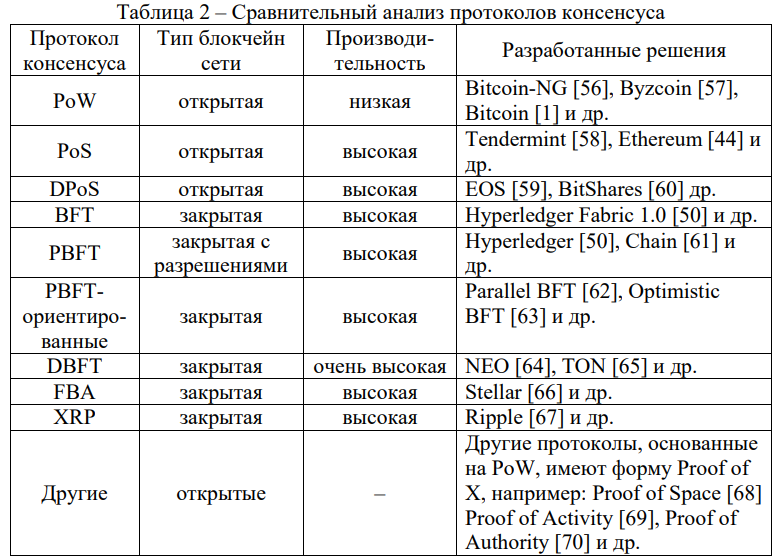 Таблица 2 – Сравнительный анализ протоколов консенсуса
Протокол консенсуса | Тип блокчейн сети | Производи-тельность | Разработанные решения
PoW | открытая | низкая | Bitcoin-NG [56], Byzcoin [57],
Bitcoin [1] и др.
PoS | открытая | высокая | Tendermint [58], Ethereum [44] и
др.
DPoS | открытая | высокая | EOS [59], BitShares [60] др.
BFT | закрытая | высокая | Hyperledger Fabric 1.0 [50] и др.
PBFT | закрытая с разрешениями | высокая | Hyperledger [50], Chain [61] и
др.
PBFT-ориентиро-ванные | закрытая | высокая | Parallel BFT [62], Optimistic
BFT [63] и др.
DBFT | закрытая | очень высокая | NEO [64], TON [65] и др.
FBA | закрытая | высокая | Stellar [66] и др.
XRP | закрытая | высокая | Ripple [67] и др.
Другие | открытые | – | Другие протоколы, основанные
на PoW, имеют форму Proof of
X, например: Proof of Space [68]
Proof of Activity [69], Proof of
Authority [70] и др.